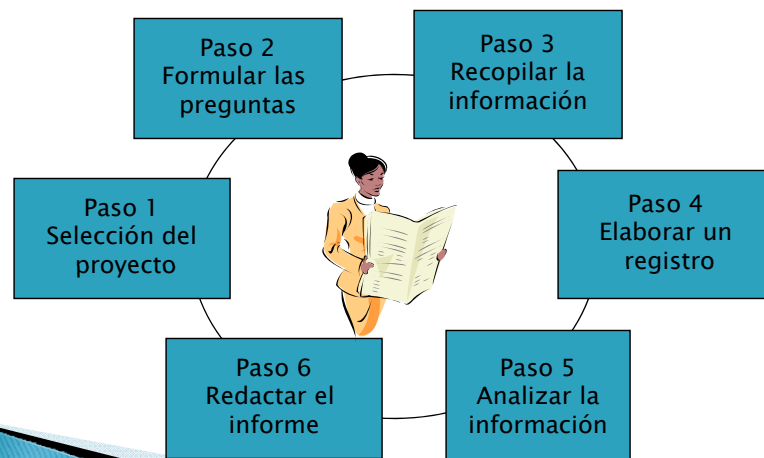 Paso 1
Selección del
proyecto
Paso 2
Formular las
preguntas
Paso 3
Recopilar la
información
Paso 4
Elaborar un
registro
Paso 5
Analizar la
información
Paso 6
Redactar el
informe